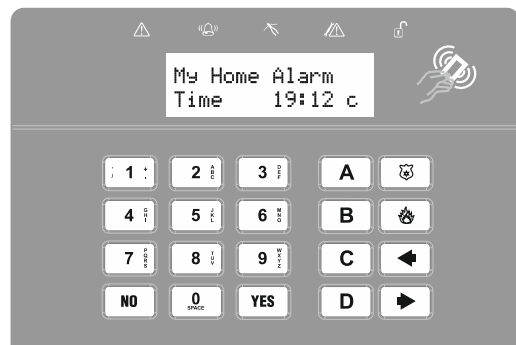 My Home Alarm
Time 19:12 c
1
2 ABC
3 DEF
A
4 GHI
5 JKL
6 MNO
B
7 PQRS
8 TUV
9 WXYZ
C
NO
0 SPACE
YES
D